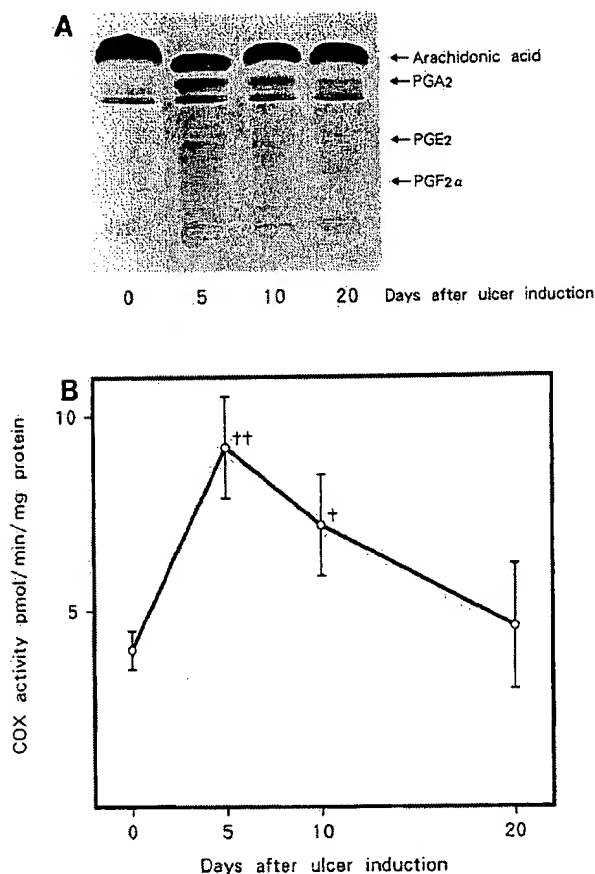 A
Arachidonic acid
PGA2
PGE2
PGF2α
0 5 10 20 Days after ulcer induction
B
10
5
COX activity pmol/min/mg protein
††
†
0 5 10 20
Days after ulcer induction